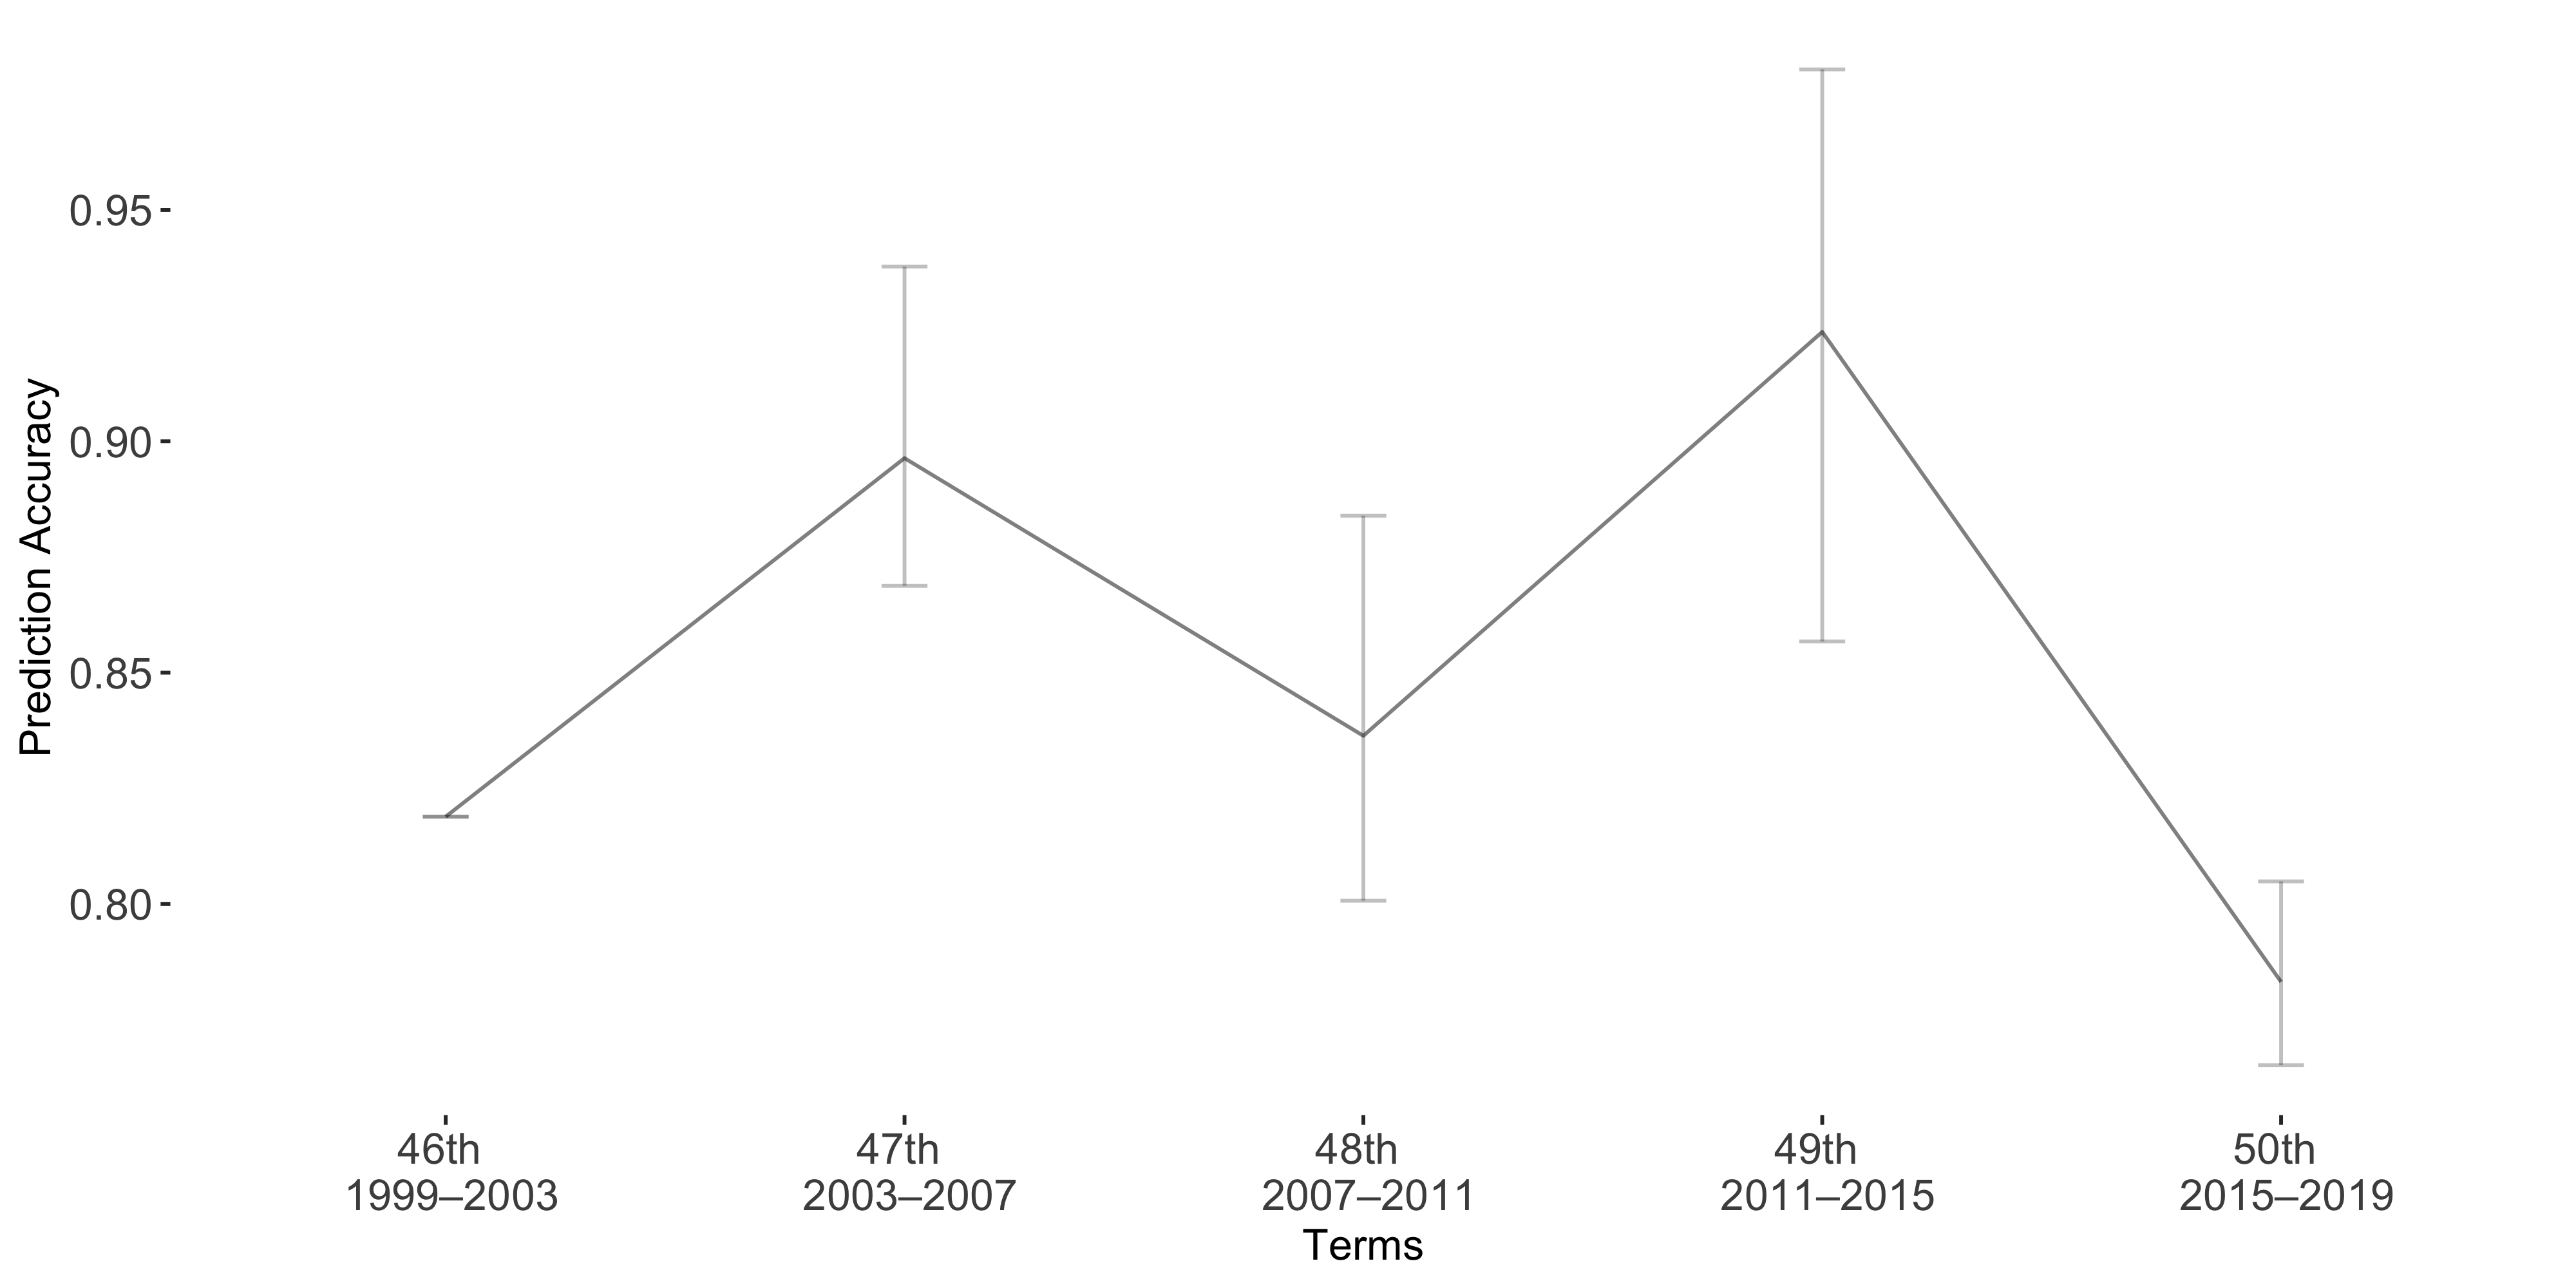 Prediction Accuracy
0.95
0.90
0.85
0.80
46th
1999–2003
47th
2003–2007
48th
2007–2011
49th
2011–2015
50th
2015–2019
Terms